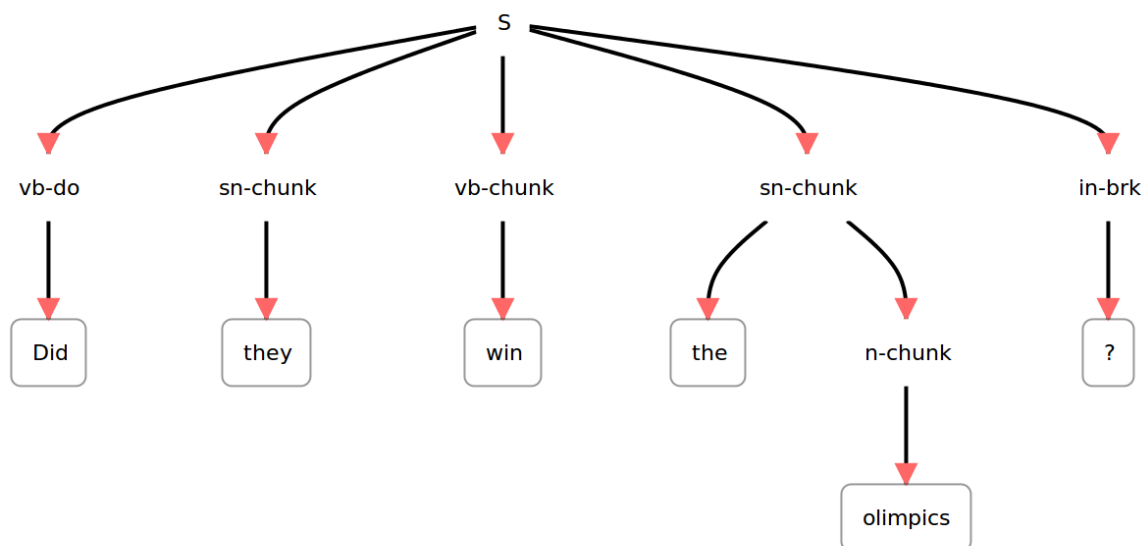 S
vb-do sn-chunk vb-chunk sn-chunk in-brk
Did they win the n-chunk ?
olimpics